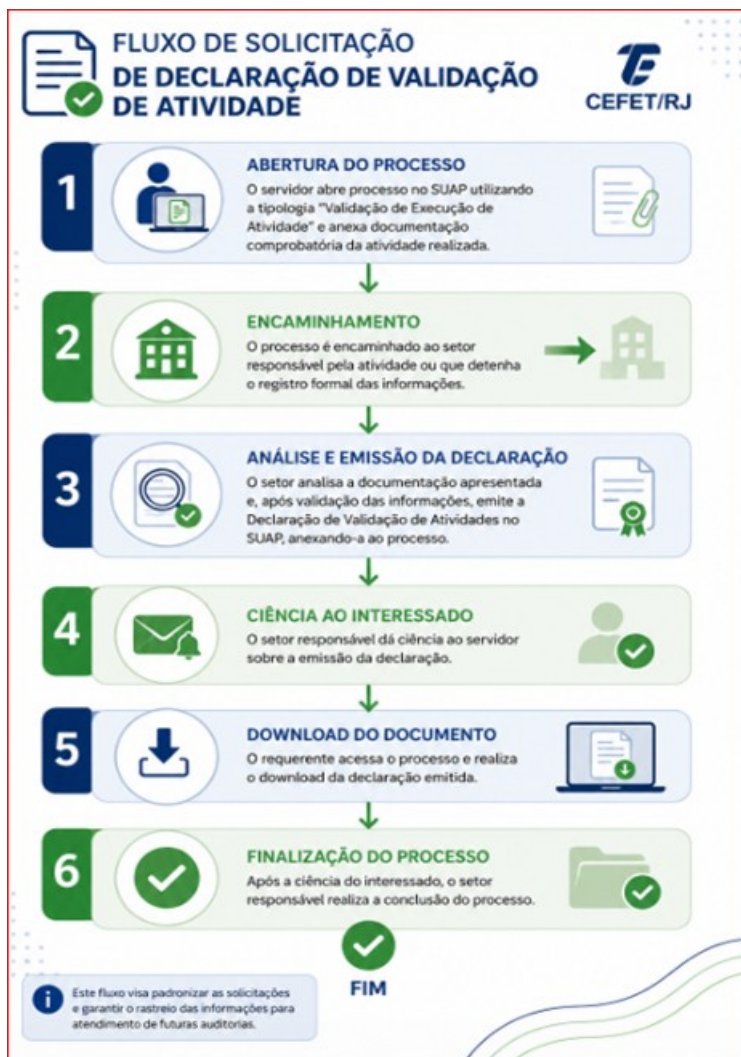 FLUXO DE SOLICITAÇÃO
DE DECLARAÇÃO DE VALIDAÇÃO
DE ATIVIDADE
CEFET/RJ
1
ABERTURA DO PROCESSO
O servidor abre processo no SUAP utilizando
a tipologia "Validação de Execução de
Atividade" e anexa documentação
comprobatória da atividade realizada.
2
ENCAMINHAMENTO
O processo é encaminhado ao setor
responsável pela atividade ou que detenha
o registro formal das informações.
3
ANÁLISE E EMISSÃO DA DECLARAÇÃO
O setor analisa a documentação apresentada
e, após validação das informações, emite a
Declaração de Validação de Atividades no
SUAP, anexando-a ao processo.
4
CIÊNCIA AO INTERESSADO
O setor responsável dá ciência ao servidor
sobre a emissão da declaração.
5
DOWNLOAD DO DOCUMENTO
O requerente acessa o processo e realiza
o download da declaração emitida.
6
FINALIZAÇÃO DO PROCESSO
Após a ciência do interessado, o setor
responsável realiza a conclusão do processo.
FIM
Este fluxo visa padronizar as solicitações
e garantir o rastreio das informações para
atendimento de futuras auditorias.